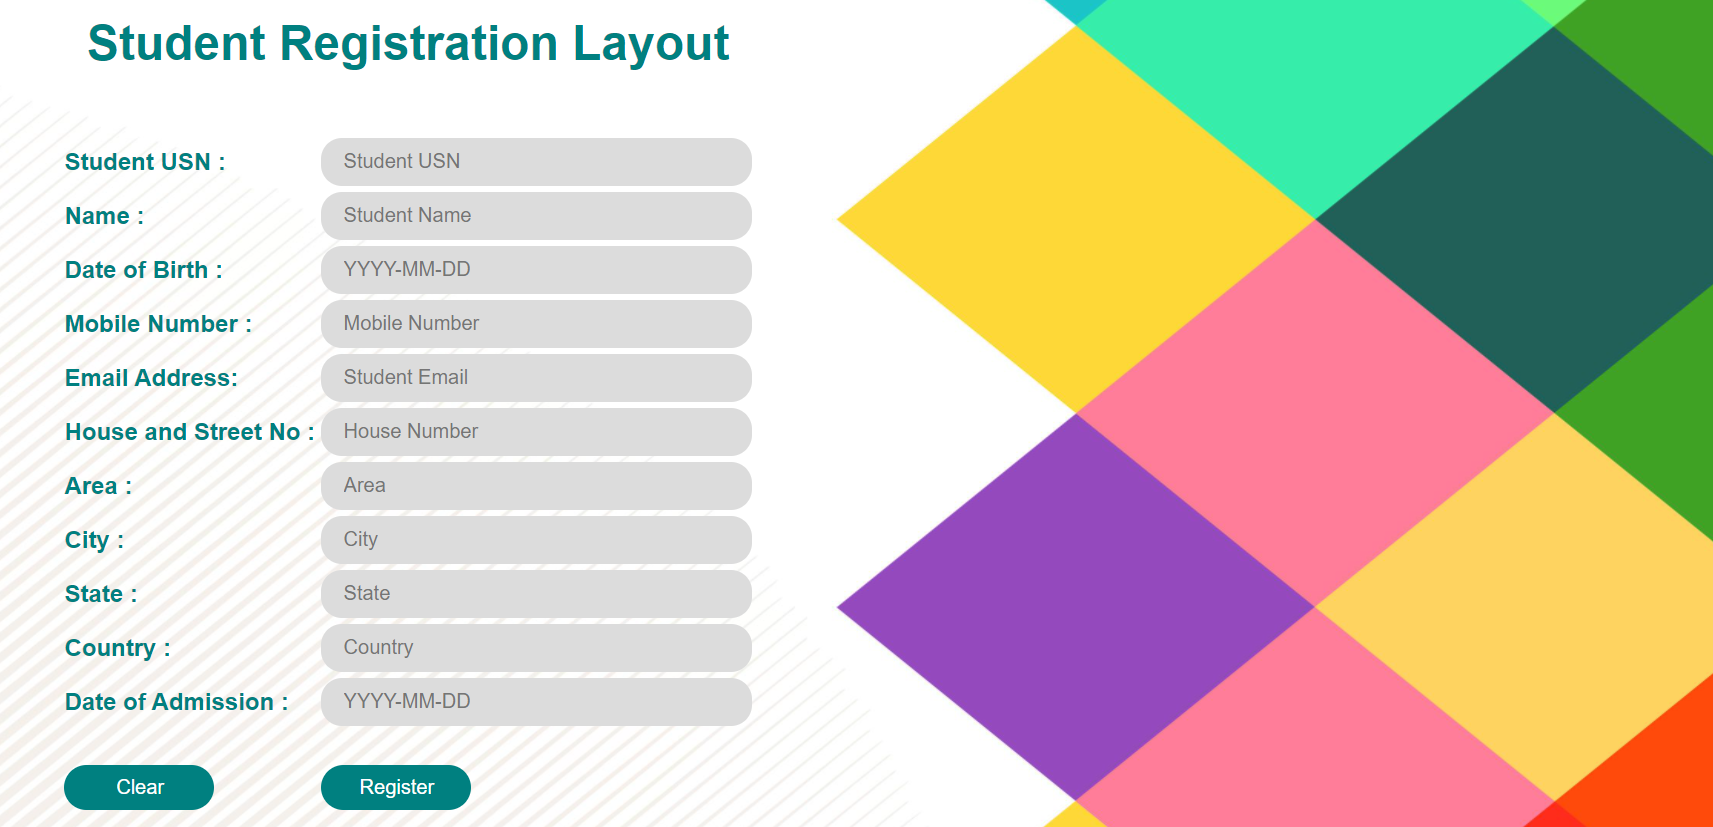 Student Registration Layout
Student USN : Student USN
Name : Student Name
Date of Birth : YYYY-MM-DD
Mobile Number : Mobile Number
Email Address: Student Email
House and Street No : House Number
Area : Area
City : City
State : State
Country : Country
Date of Admission : YYYY-MM-DD
Clear Register